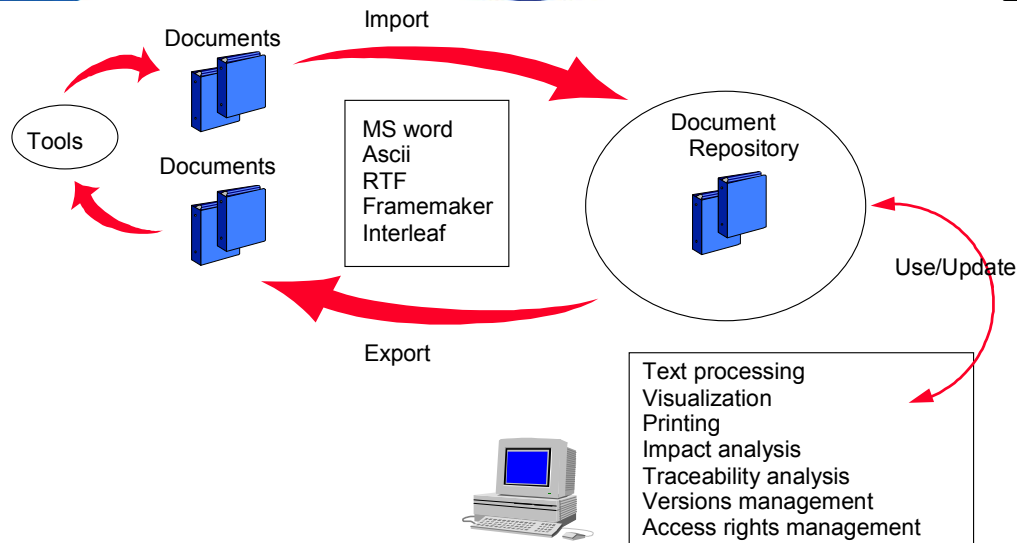 Import
Documents
Tools
Documents
MS word
Ascii
RTF
Framemaker
Interleaf
Document
Repository
Use/Update
Export
Text processing
Visualization
Printing
Impact analysis
Traceability analysis
Versions management
Access rights management